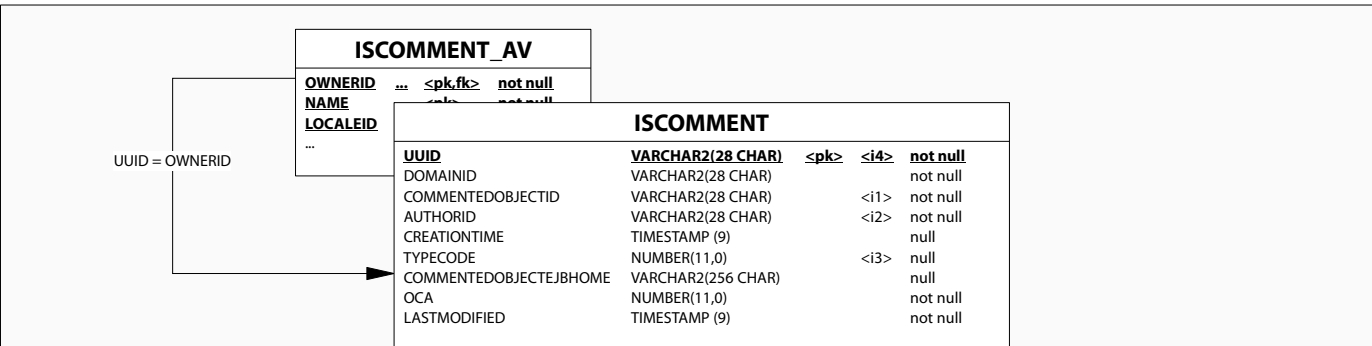 ISCOMMENT_AV
OWNERID ... <pk,fk> not null
NAME <pk> not null
LOCALEID
...
UUID = OWNERID
ISCOMMENT
UUID VARCHAR2(28 CHAR) <pk> <i4> not null
DOMAINID VARCHAR2(28 CHAR) not null
COMMENTEDOBJECTID VARCHAR2(28 CHAR) <i1> not null
AUTHORID VARCHAR2(28 CHAR) <i2> not null
CREATIONTIME TIMESTAMP (9) null
TYPECODE NUMBER(11,0) <i3> null
COMMENTEDOBJECTEJBHOME VARCHAR2(256 CHAR) null
OCA NUMBER(11,0) not null
LASTMODIFIED TIMESTAMP (9) not null